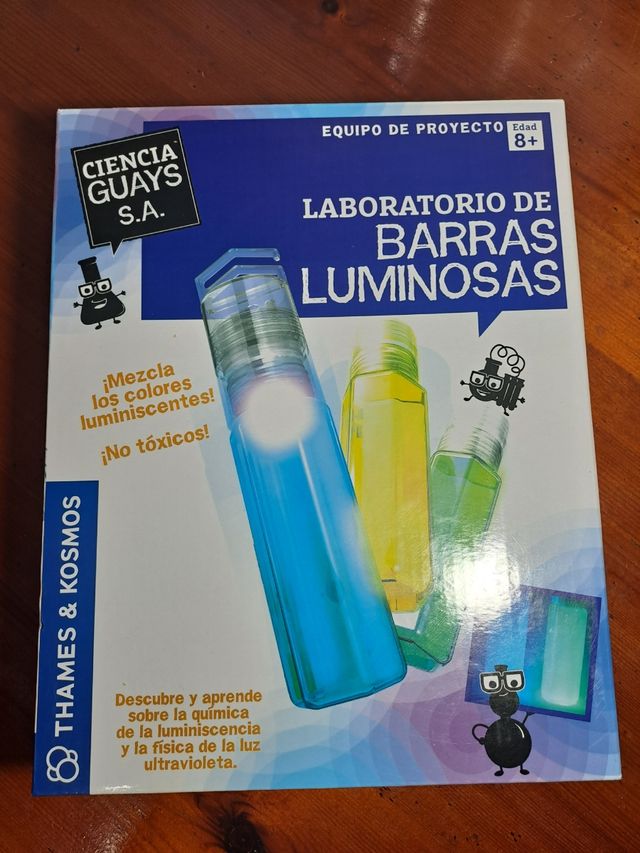 EQUIPO DE PROYECTO
Edad
8+
CIENCIA™
GUAYS
S.A.
LABORATORIO DE
BARRAS
LUMINOSAS
¡Mezcla
los colores
luminiscentes!
¡No tóxicos!
THAMES & KOSMOS
Descubre y aprende
sobre la química
de la luminiscencia
y la física de la luz
ultravioleta.